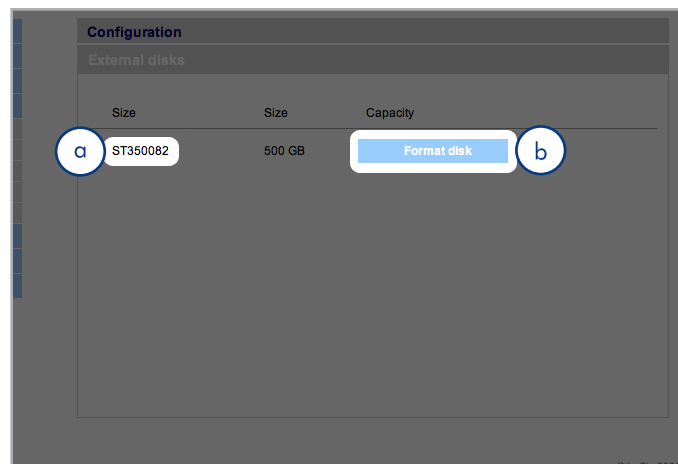 Configuration
External disks
Size Size Capacity
a ST350082 500 GB Format disk b